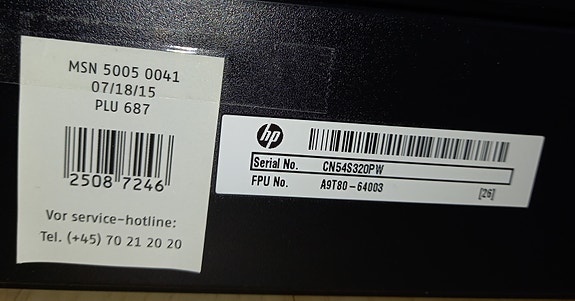 MSN 5005 0041
07/18/15
PLU 687
2508 7246
Vor service-hotline:
Tel. (+45) 70 21 20 20
hp
Serial No. CN54S320PW
FPU No. A9T80-64003
[26]